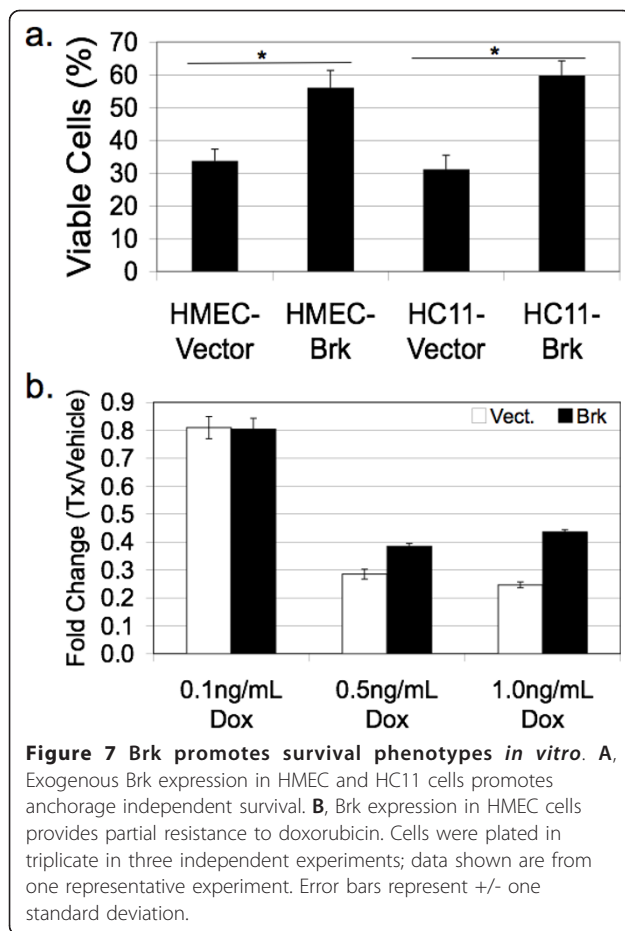 a.
Viable Cells (%)
70
60
50
40
30
20
10
0
*
*
HMEC-
Vector
HMEC-
Brk
HC11-
Vector
HC11-
Brk
b.
Fold Change (Tx/Vehicle)
0.9
0.8
0.7
0.6
0.5
0.4
0.3
0.2
0.1
0.0
Vect.
Brk
0.1ng/mL
Dox
0.5ng/mL
Dox
1.0ng/mL
Dox
Figure 7 Brk promotes survival phenotypes in vitro. A,
Exogenous Brk expression in HMEC and HC11 cells promotes
anchorage independent survival. B, Brk expression in HMEC cells
provides partial resistance to doxorubicin. Cells were plated in
triplicate in three independent experiments; data shown are from
one representative experiment. Error bars represent +/- one
standard deviation.